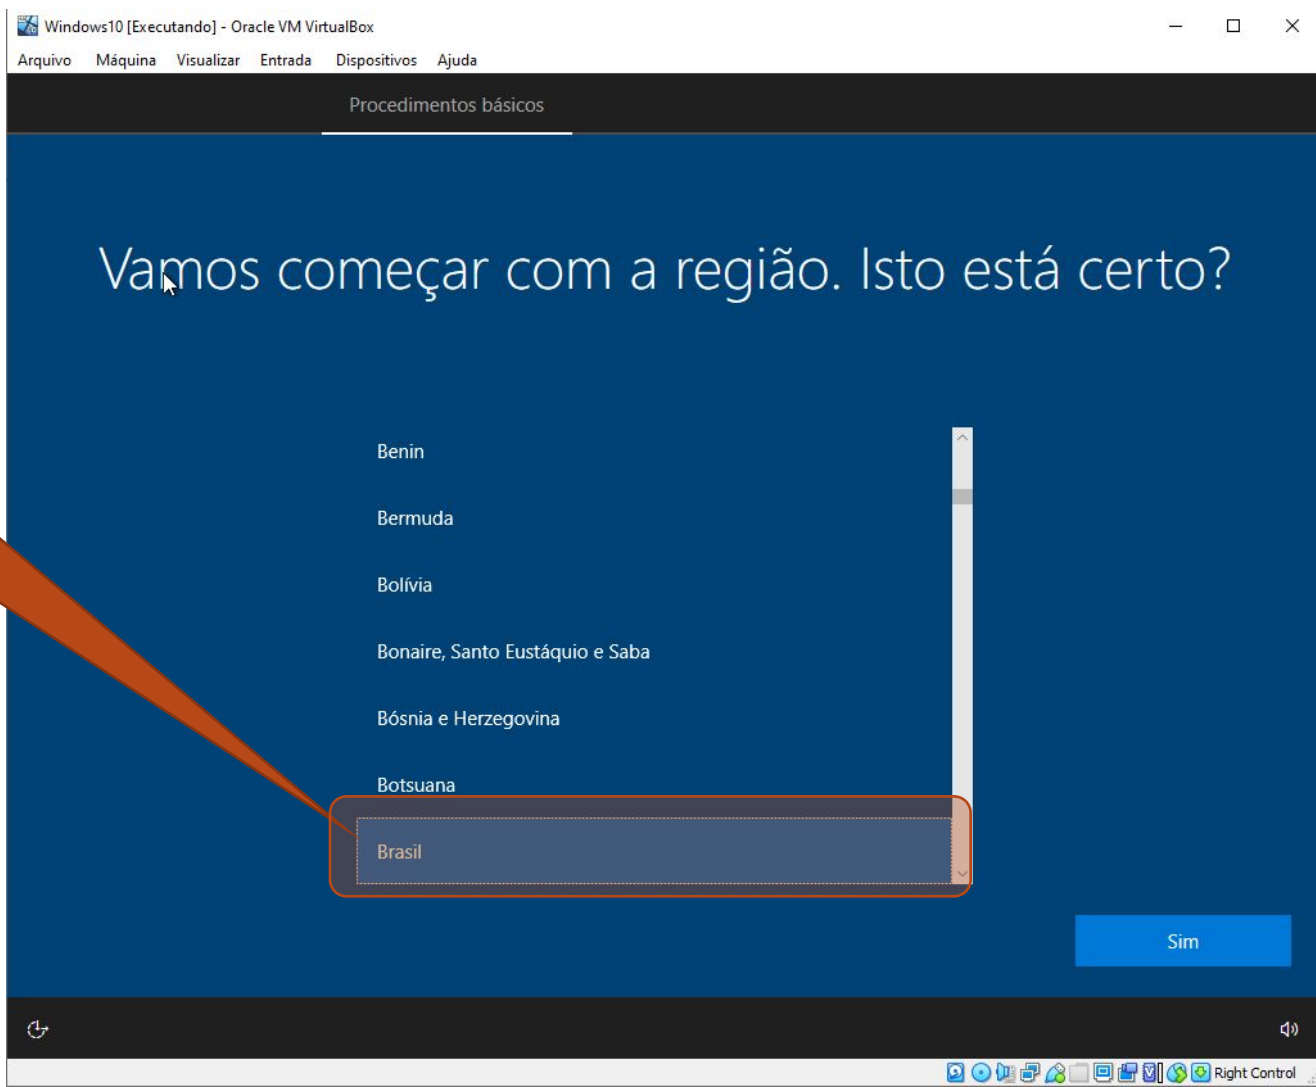 Windows10 [Executando] - Oracle VM VirtualBox
Arquivo Máquina Visualizar Entrada Dispositivos Ajuda
Procedimentos básicos
Vamos começar com a região. Isto está certo?
Benin
Bermuda
Bolívia
Bonaire, Santo Eustáquio e Saba
Bósnia e Herzegovina
Botsuana
Brasil
Sim
Right Control